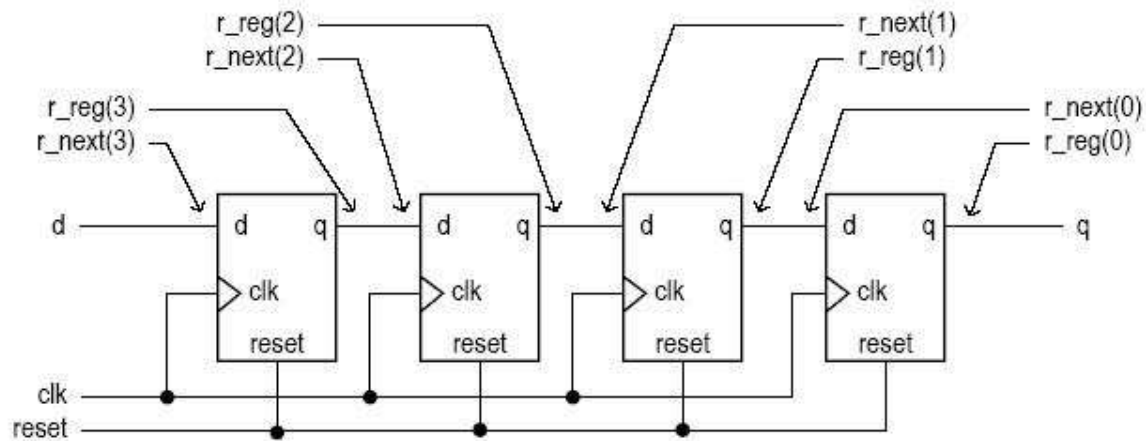 r_reg(2) r_next(1)
r_next(2) r_reg(1)
r_reg(3) r_next(0)
r_next(3) r_reg(0)
d d q d q d q d q q
clk clk clk clk
reset reset reset reset
clk
reset